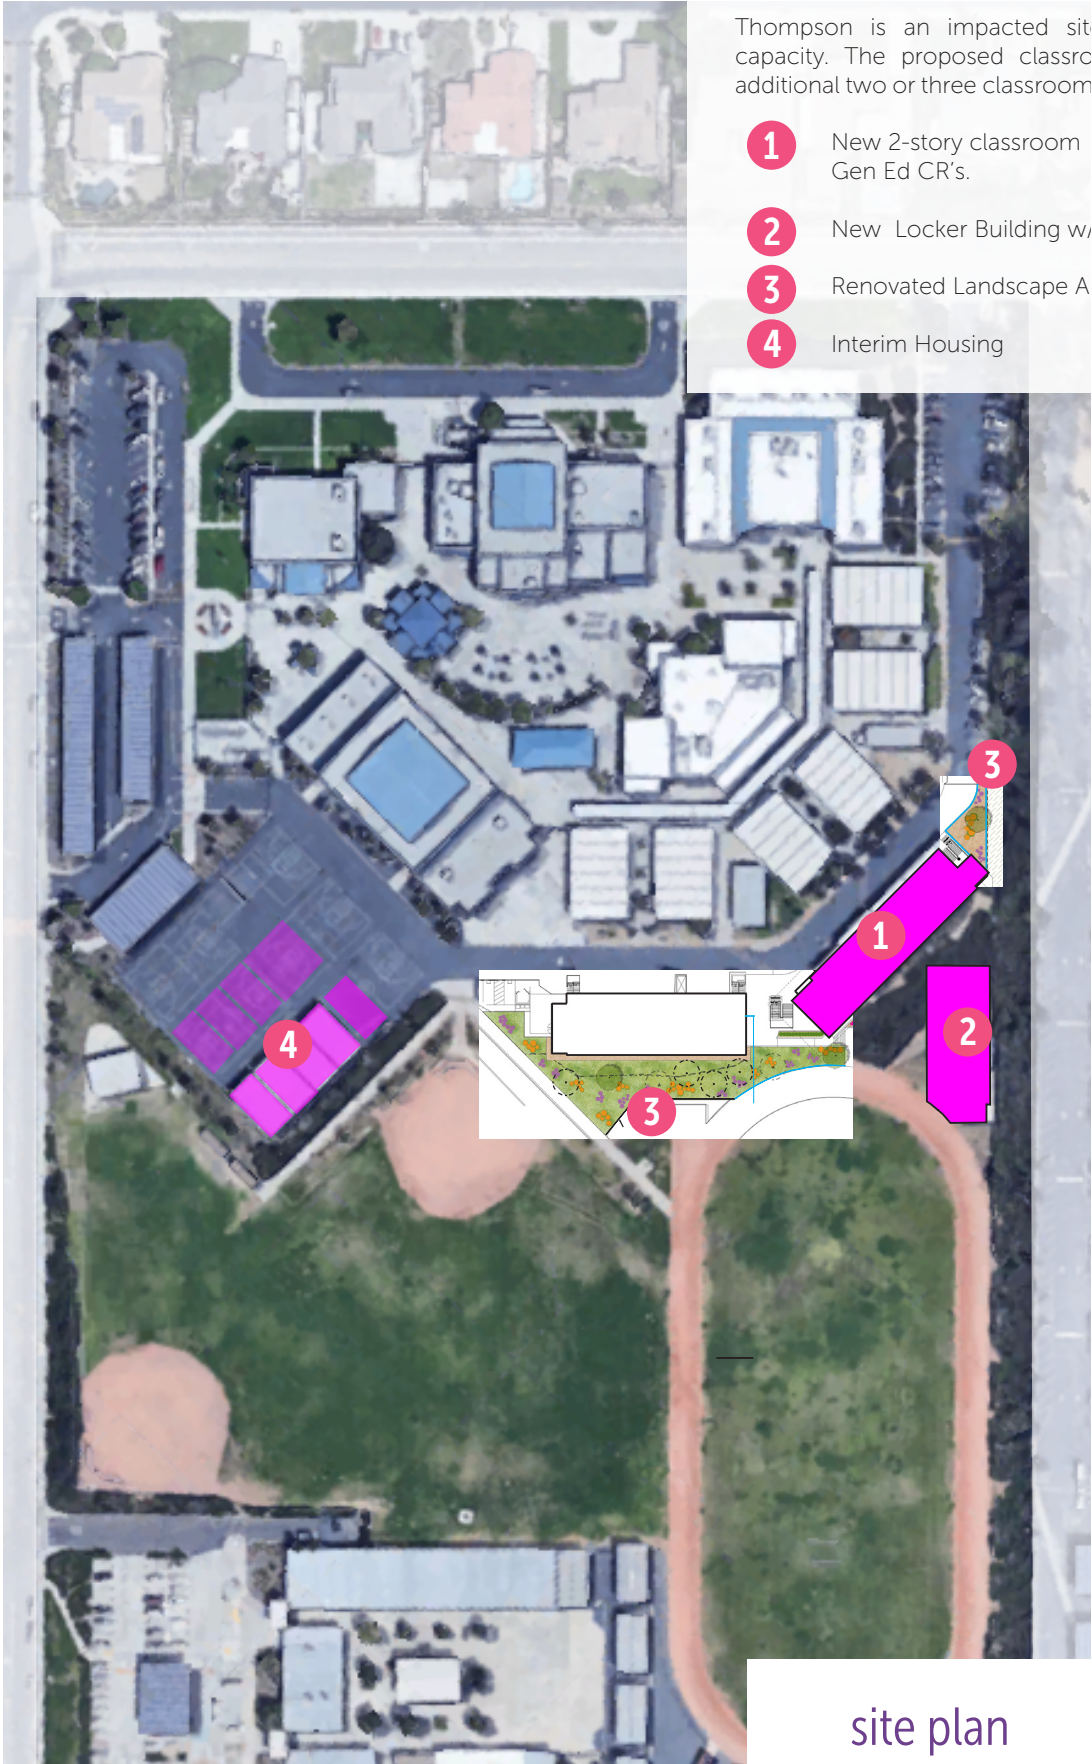 Thompson is an impacted site
capacity. The proposed classro
additional two or three classroom
1 New 2-story classroom
Gen Ed CR's.
2 New Locker Building w/
3 Renovated Landscape A
4 Interim Housing
3
1
2
4
3
site plan